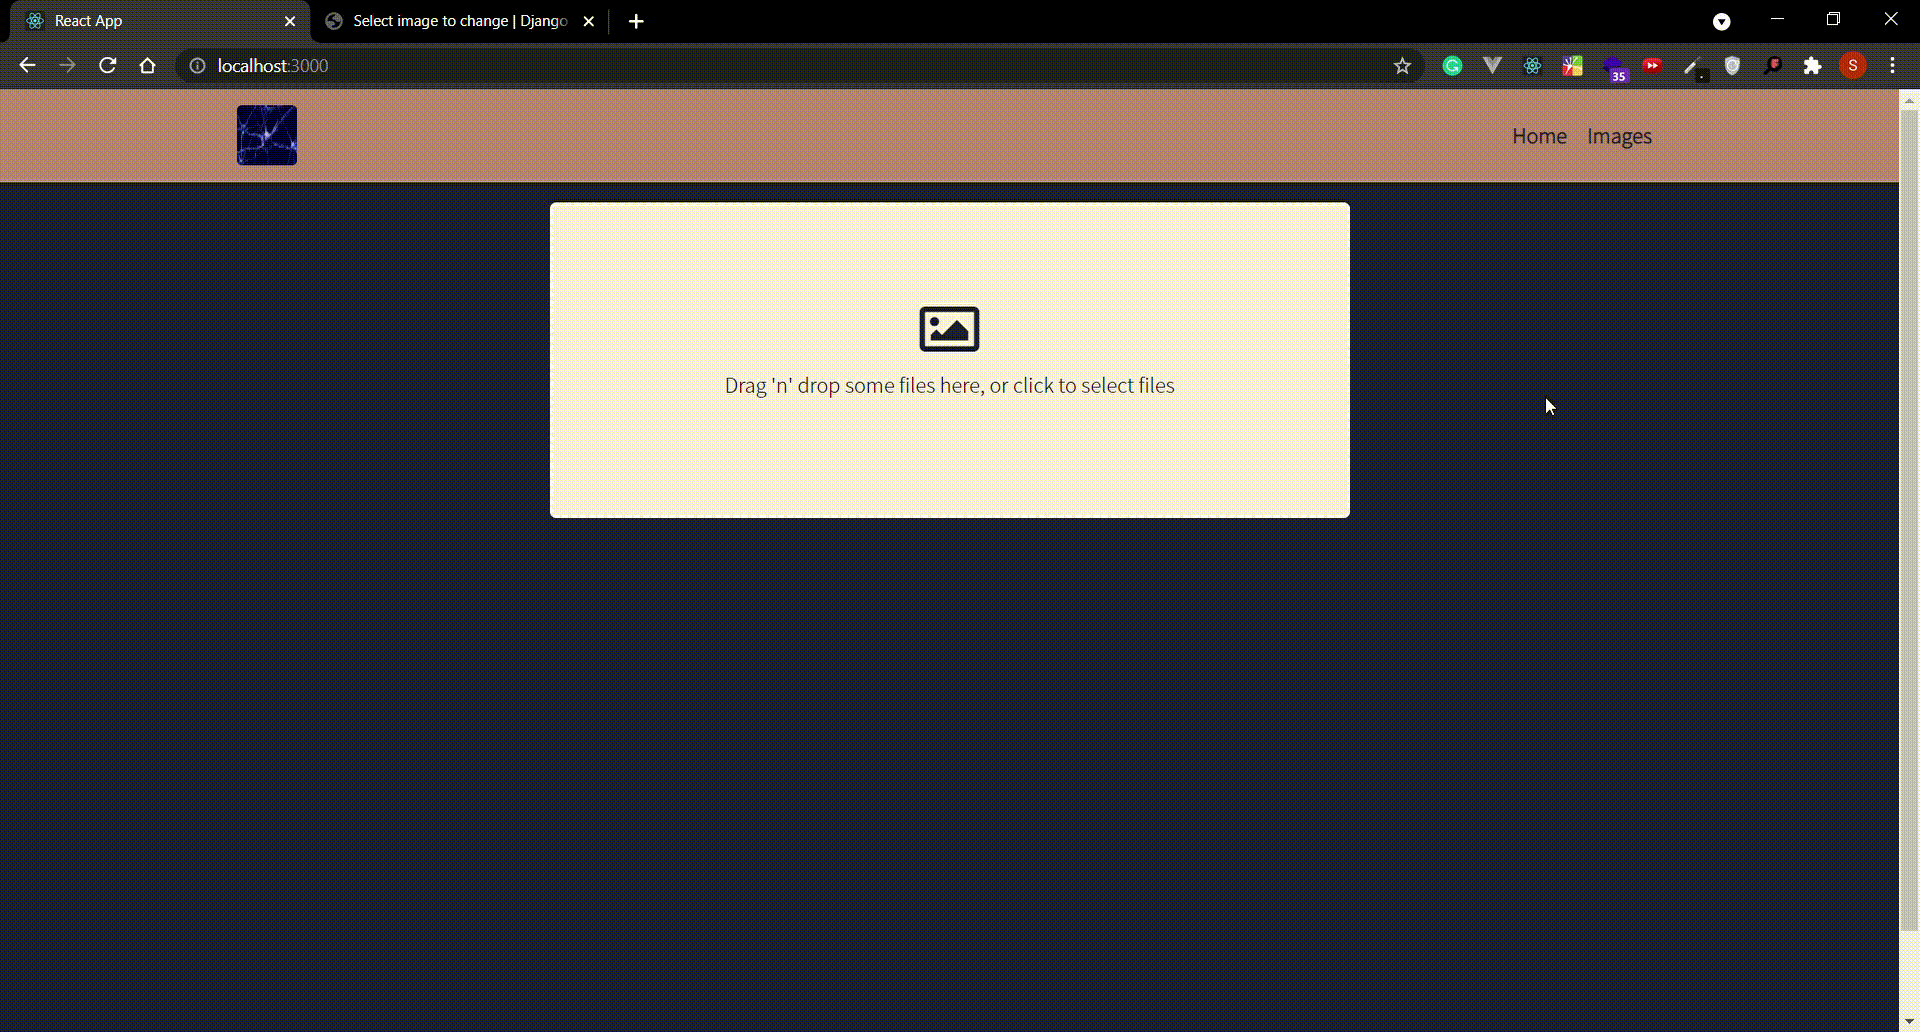 React App
Select image to change | Django
localhost:3000
35
S
Home Images
Drag 'n' drop some files here, or click to select files